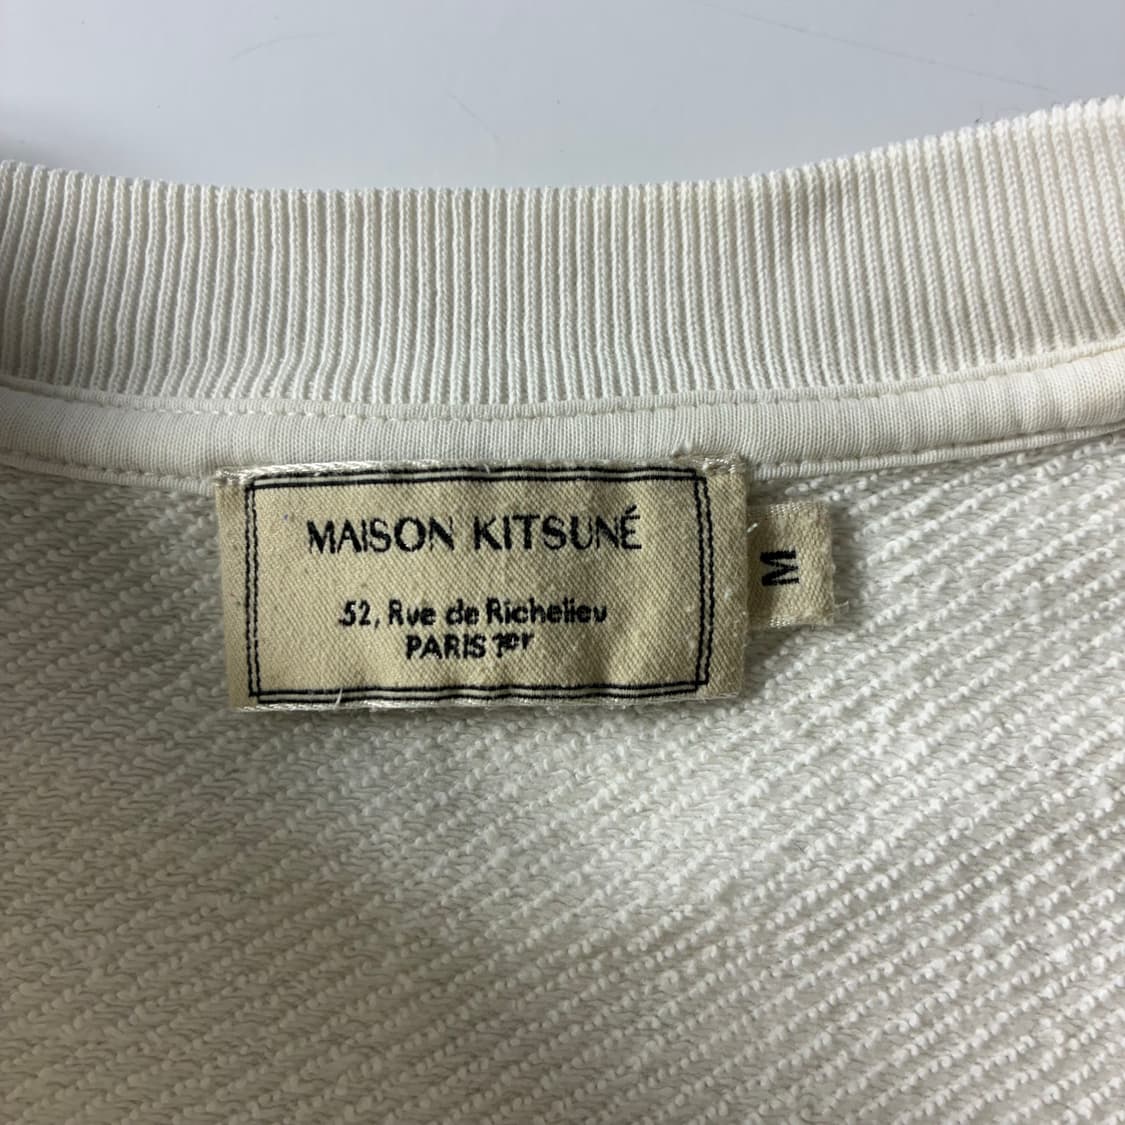 MAISON KITSUNÉ
52, Rue de Richelieu
PARIS 1er
M